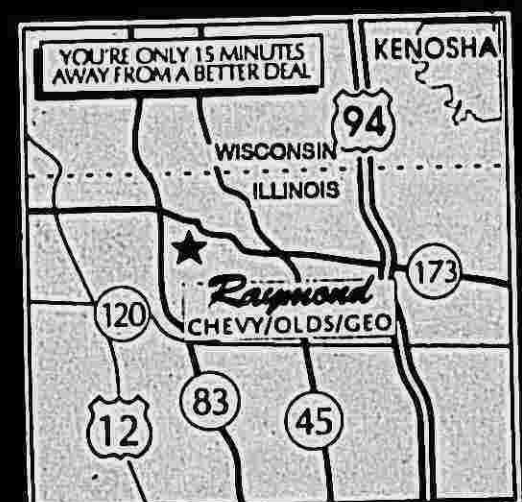 YOU'RE ONLY 15 MINUTES
AWAY FROM A BETTER DEAL
KENOSHA
94
WISCONSIN
ILLINOIS
173
Raymond
CHEVY/OLDS/GEO
120
83
45
12